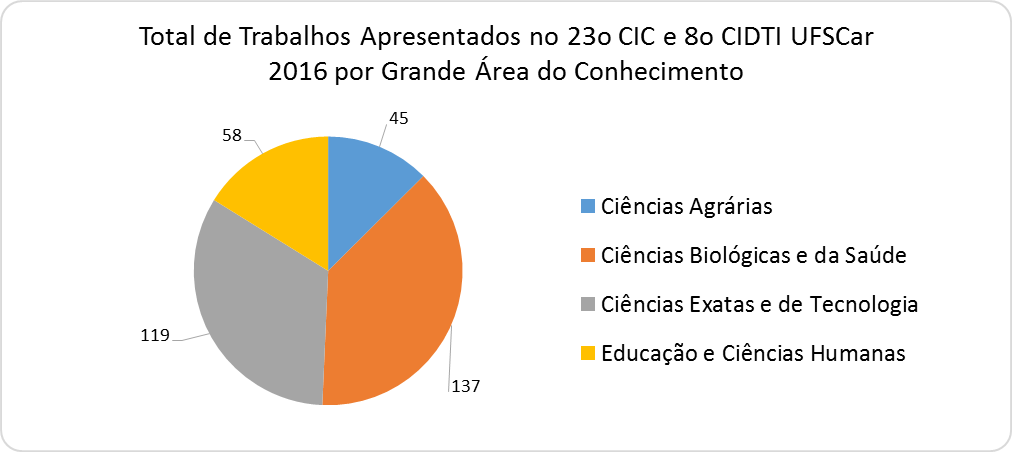 Total de Trabalhos Apresentados no 23o CIC e 8o CIDTI UFSCar
2016 por Grande Área do Conhecimento
45
58
119
137
Ciências Agrárias
Ciências Biológicas e da Saúde
Ciências Exatas e de Tecnologia
Educação e Ciências Humanas